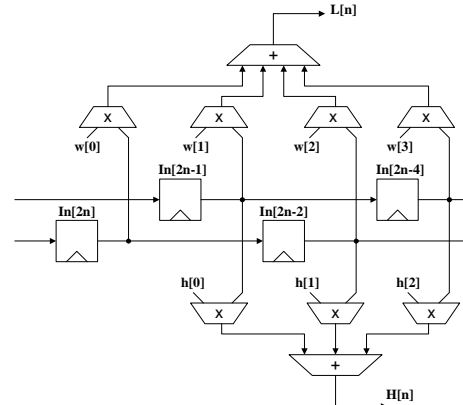 L[n]
+
x x x x
w[0] w[1] w[2] w[3]
In[2n-1] In[2n-4]
In[2n] In[2n-2]
h[0] h[1] h[2]
x x x
+
H[n]